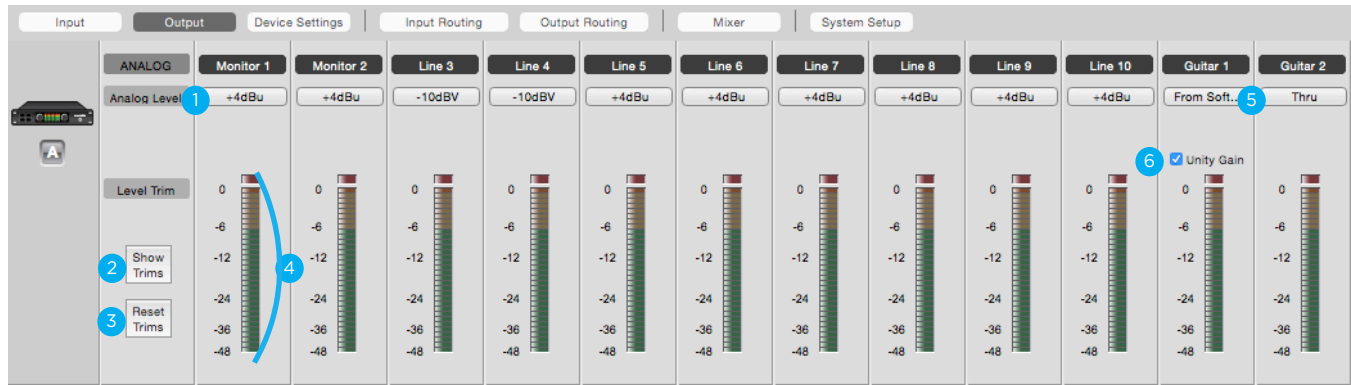 Input Output Device Settings Input Routing Output Routing Mixer System Setup
ANALOG Monitor 1 Monitor 2 Line 3 Line 4 Line 5 Line 6 Line 7 Line 8 Line 9 Line 10 Guitar 1 Guitar 2
Analog Level 1 +4dBu +4dBu -10dBV -10dBV +4dBu +4dBu +4dBu +4dBu +4dBu +4dBu From Soft.. 5 Thru
A
6 Unity Gain
Level Trim 0 0 0 0 0 0 0 0 0 0 0 0
-6 -6 -6 -6 -6 -6 -6 -6 -6 -6 -6 -6
2 Show Trims -12 4 -12 -12 -12 -12 -12 -12 -12 -12 -12 -12 -12
-24 -24 -24 -24 -24 -24 -24 -24 -24 -24 -24 -24
3 Reset Trims -36 -36 -36 -36 -36 -36 -36 -36 -36 -36 -36 -36
-48 -48 -48 -48 -48 -48 -48 -48 -48 -48 -48 -48